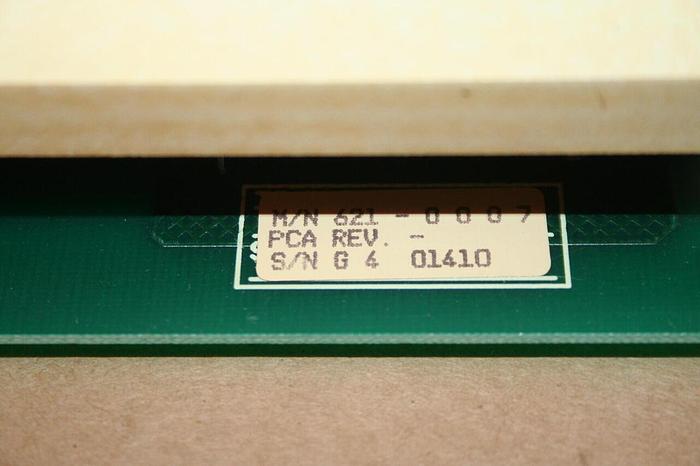 M/N 621 - 0 0 0 7
PCA REV. -
S/N G 4 01410